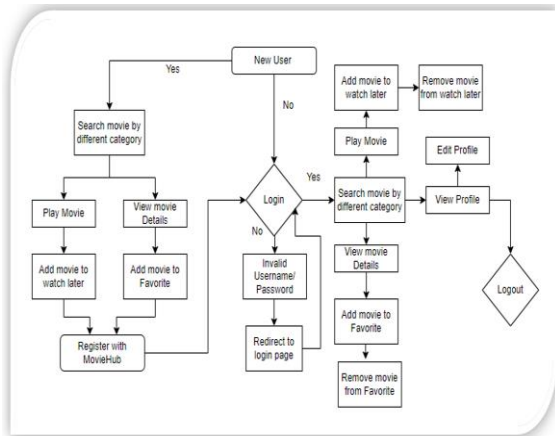 New User
Yes
No
Search movie by
different category
Play Movie
View movie
Details
Add movie to
watch later
Add movie to
Favorite
Register with
MovieHub
Login
Yes
No
Invalid
Username/
Password
Redirect to
login page
Add movie to
watch later
Remove movie
from watch later
Play Movie
Search movie by
different category
View Profile
Edit Profile
Logout
View movie
Details
Add movie to
Favorite
Remove movie
from Favorite